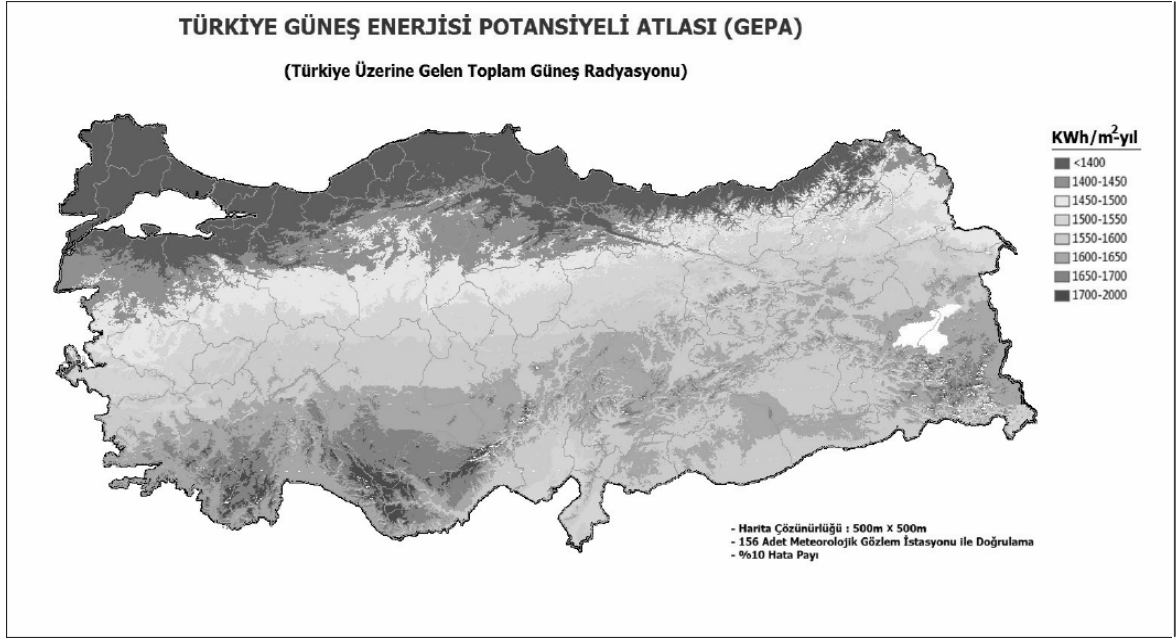 TÜRKİYE GÜNEŞ ENERJİSİ POTANSİYELİ ATLASI (GEPA)
(Türkiye Üzerine Gelen Toplam Güneş Radyasyonu)
KWh/m²-yıl
<1400
1400-1450
1450-1500
1500-1550
1550-1600
1600-1650
1650-1700
1700-2000
- Harita Çözünürlüğü : 500m X 500m
- 156 Adet Meteorolojik Gözlem İstasyonu ile Doğrulama
- %10 Hata Payı